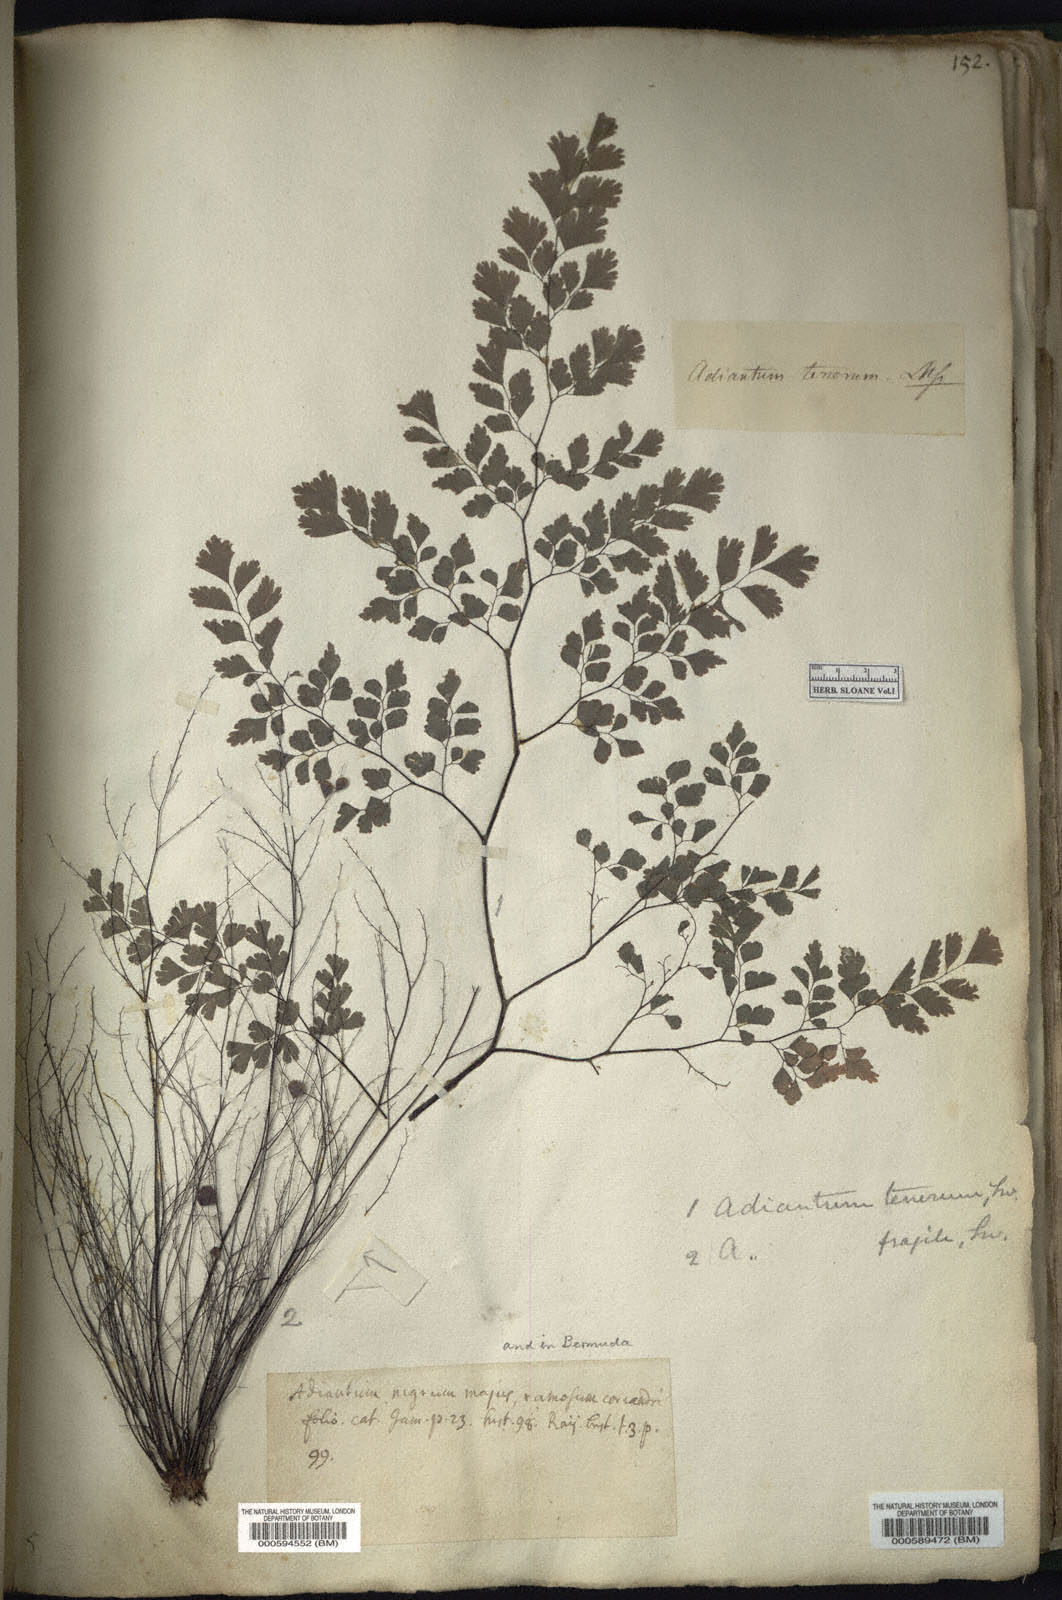 152.
Adiantum tenerum.
HERB. SLOANE Vol.1
1 Adiantum tenerum, Sw.
2 A.. fragile, Sw.
1
2
and in Bermuda
Adiantum nigrum majus, ramosum coriandri
folio. cat. Jam. p. 23. hist. 98. Raij. hist. t. 3. p.
99.
THE NATURAL HISTORY MUSEUM, LONDON
DEPARTMENT OF BOTANY
000594552 (BM)
THE NATURAL HISTORY MUSEUM, LONDON
DEPARTMENT OF BOTANY
000589472 (BM)